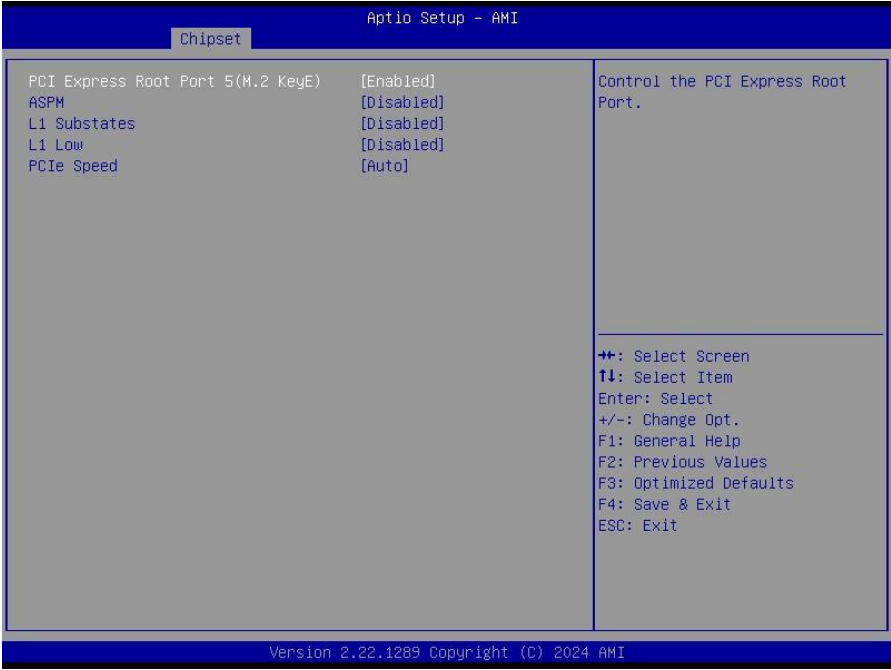 Aptio Setup – AMI
Chipset
PCI Express Root Port 5(M.2 KeyE) [Enabled]
ASPM [Disabled]
L1 Substates [Disabled]
L1 Low [Disabled]
PCIe Speed [Auto]
Control the PCI Express Root
Port.
→←: Select Screen
↑↓: Select Item
Enter: Select
+/-: Change Opt.
F1: General Help
F2: Previous Values
F3: Optimized Defaults
F4: Save & Exit
ESC: Exit
Version 2.22.1289 Copyright (C) 2024 AMI